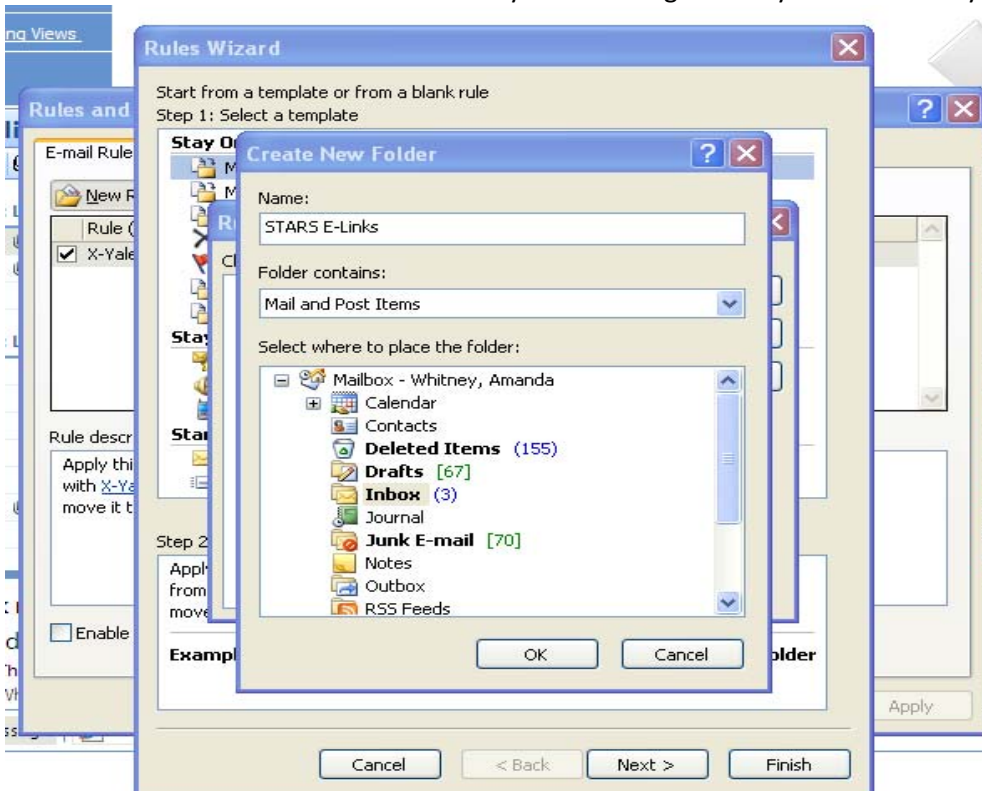 ng Views
Rules Wizard
Start from a template or from a blank rule
Step 1: Select a template
Rules and
E-mail Rule
Stay O
New R
Rule (
X-Yale
Create New Folder
Name:
STARS E-Links
Folder contains:
Mail and Post Items
Select where to place the folder:
Mailbox - Whitney, Amanda
Calendar
Contacts
Deleted Items (155)
Drafts [67]
Inbox (3)
Journal
Junk E-mail [70]
Notes
Outbox
RSS Feeds
OK Cancel
Stay
Star
Rule descr
Apply thi
with X-Ya
move it t
Step 2
Appl
from
move
Enable
Exampl
older
Apply
Cancel < Back Next > Finish